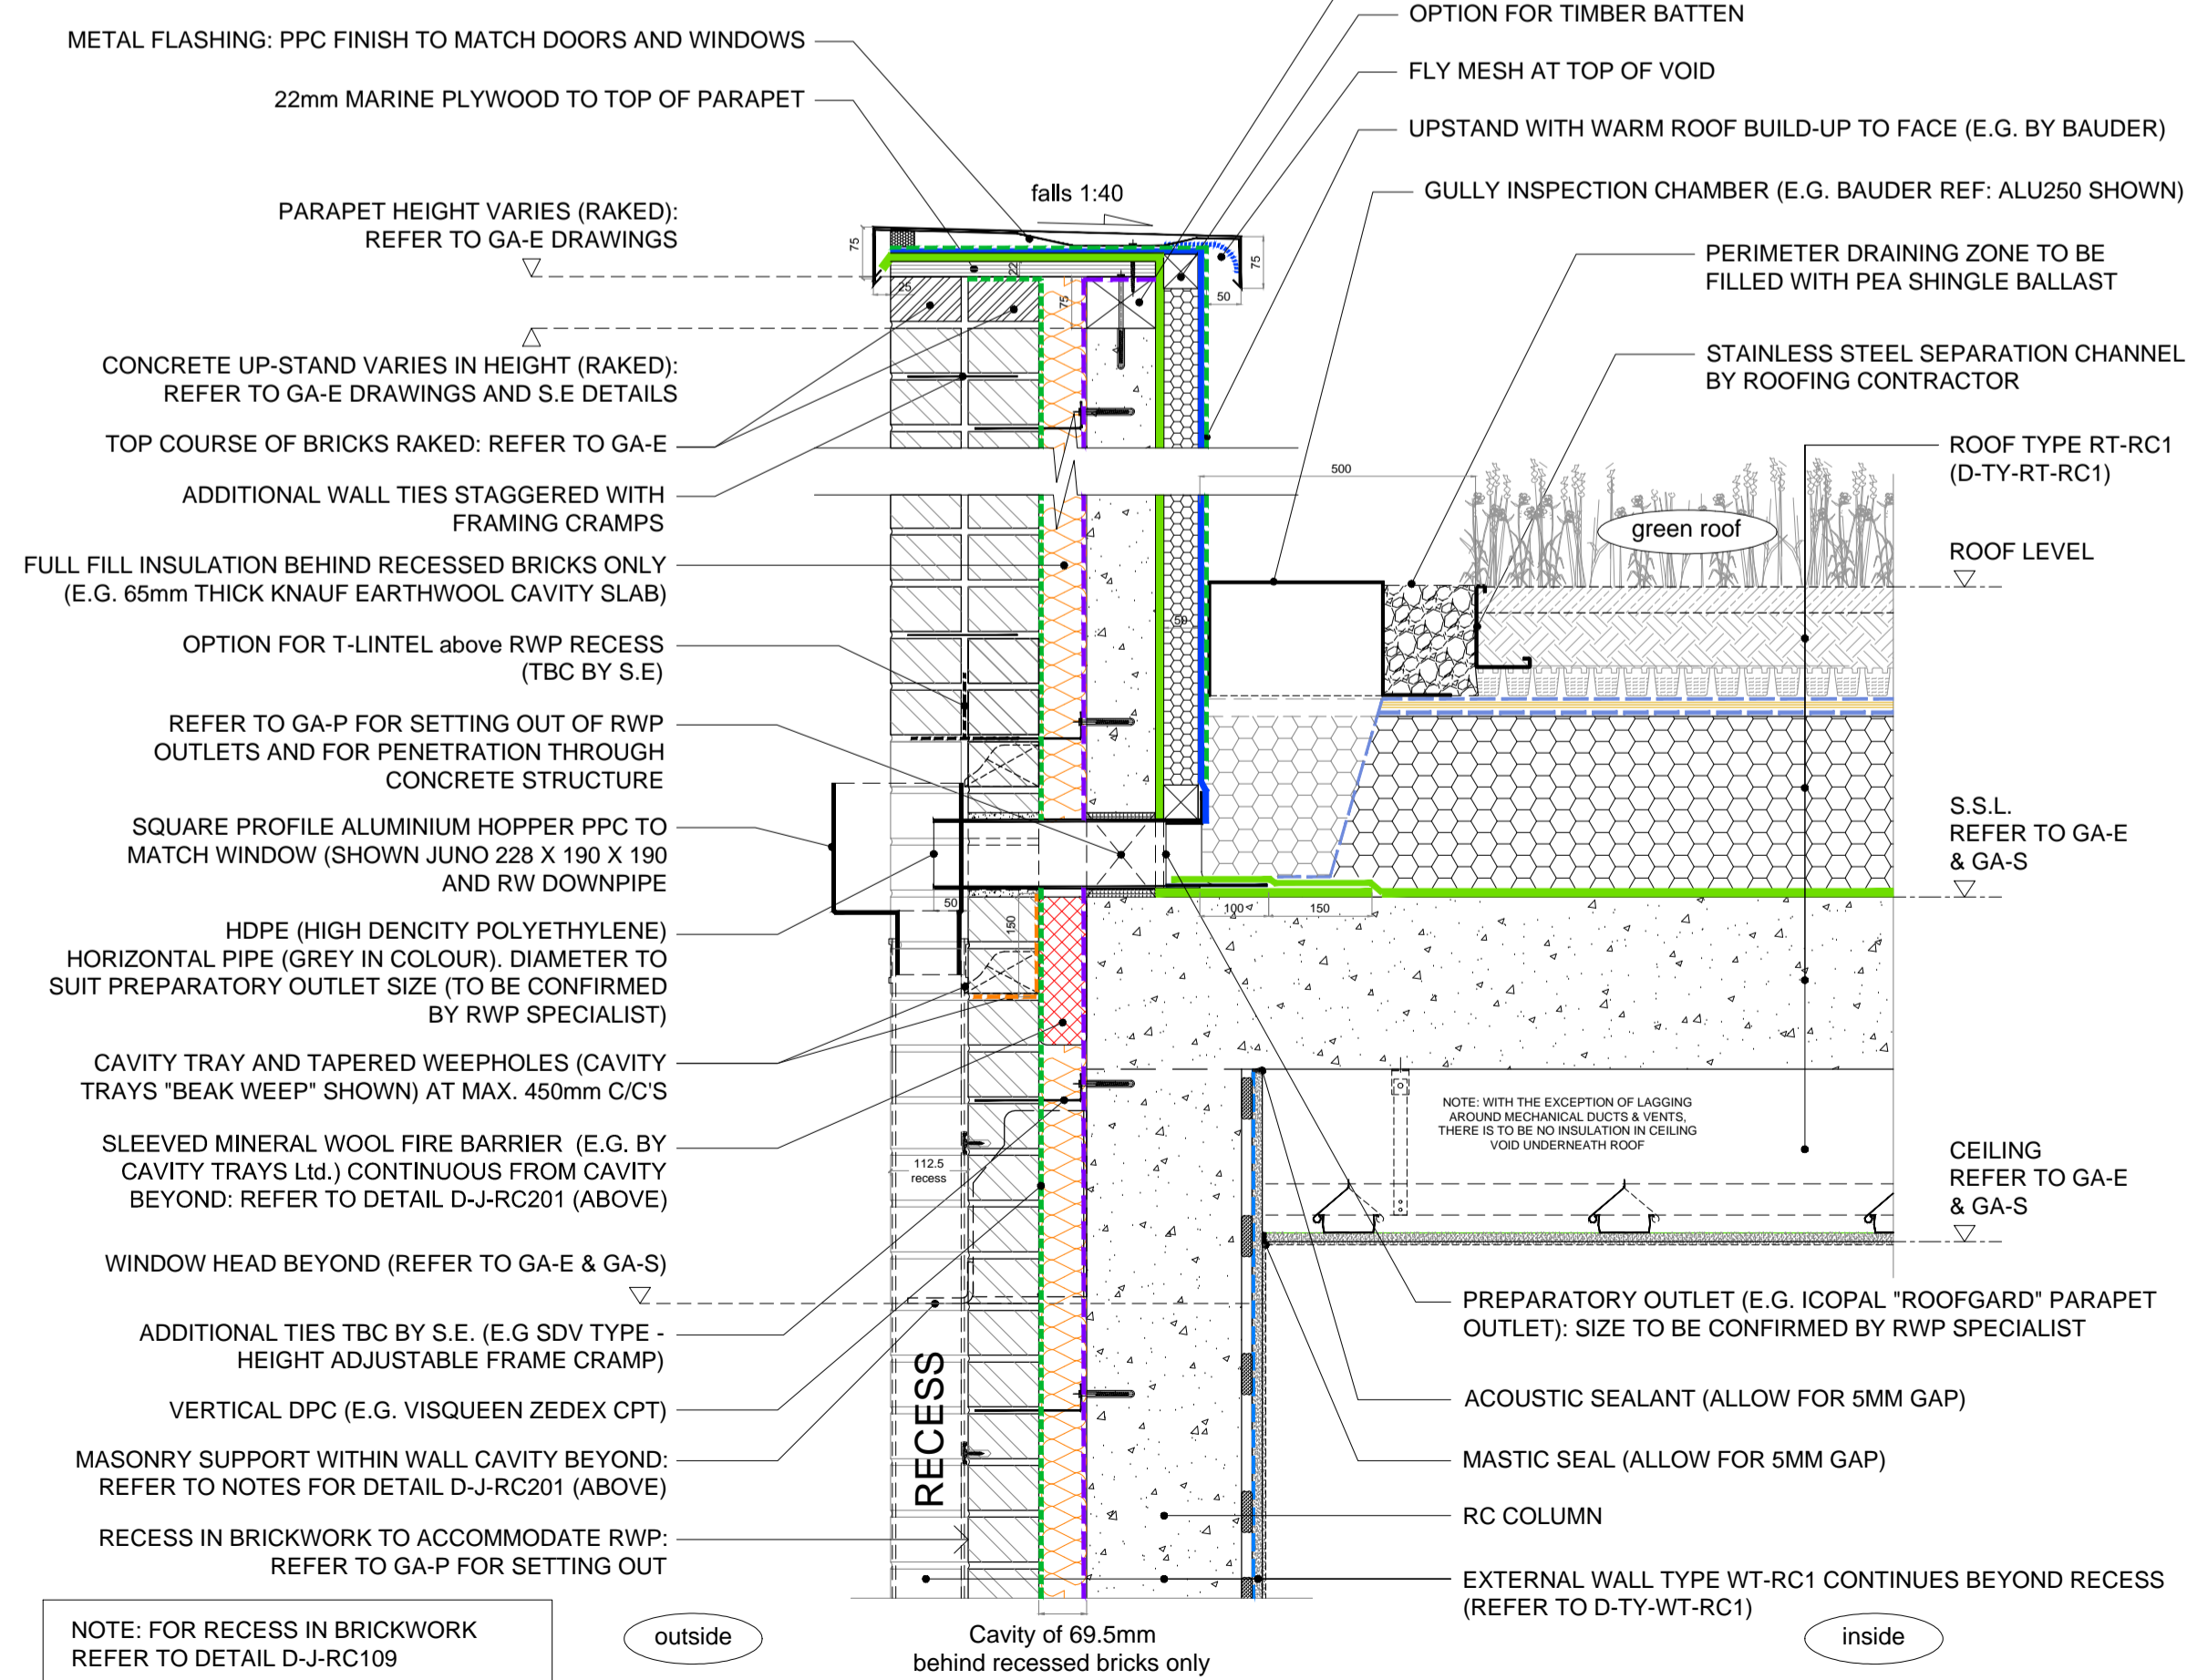 METAL FLASHING: PPC FINISH TO MATCH DOORS AND WINDOWS
22mm MARINE PLYWOOD TO TOP OF PARAPET
PARAPET HEIGHT VARIES (RAKED):
REFER TO GA-E DRAWINGS
CONCRETE UP-STAND VARIES IN HEIGHT (RAKED):
REFER TO GA-E DRAWINGS AND S.E DETAILS
TOP COURSE OF BRICKS RAKED: REFER TO GA-E
ADDITIONAL WALL TIES STAGGERED WITH
FRAMING CRAMPS
FULL FILL INSULATION BEHIND RECESSED BRICKS ONLY
(E.G. 65mm THICK KNAUF EARTHWOOL CAVITY SLAB)
OPTION FOR T-LINTEL above RWP RECESS
(TBC BY S.E)
REFER TO GA-P FOR SETTING OUT OF RWP
OUTLETS AND FOR PENETRATION THROUGH
CONCRETE STRUCTURE
SQUARE PROFILE ALUMINIUM HOPPER PPC TO
MATCH WINDOW (SHOWN JUNO 228 X 190 X 190
AND RW DOWNPIPE
HDPE (HIGH DENCITY POLYETHYLENE)
HORIZONTAL PIPE (GREY IN COLOUR). DIAMETER TO
SUIT PREPARATORY OUTLET SIZE (TO BE CONFIRMED
BY RWP SPECIALIST)
CAVITY TRAY AND TAPERED WEEPHOLES (CAVITY
TRAYS "BEAK WEEP" SHOWN) AT MAX. 450mm C/C'S
SLEEVED MINERAL WOOL FIRE BARRIER (E.G. BY
CAVITY TRAYS Ltd.) CONTINUOUS FROM CAVITY
BEYOND: REFER TO DETAIL D-J-RC201 (ABOVE)
WINDOW HEAD BEYOND (REFER TO GA-E & GA-S)
ADDITIONAL TIES TBC BY S.E. (E.G SDV TYPE -
HEIGHT ADJUSTABLE FRAME CRAMP)
VERTICAL DPC (E.G. VISQUEEN ZEDEX CPT)
MASONRY SUPPORT WITHIN WALL CAVITY BEYOND:
REFER TO NOTES FOR DETAIL D-J-RC201 (ABOVE)
RECESS IN BRICKWORK TO ACCOMMODATE RWP:
REFER TO GA-P FOR SETTING OUT
NOTE: FOR RECESS IN BRICKWORK
REFER TO DETAIL D-J-RC109
outside
falls 1:40
75
22
25
75
75
50
500
50
50
150
100
150
112.5
recess
RECESS
Cavity of 69.5mm
behind recessed bricks only
OPTION FOR TIMBER BATTEN
FLY MESH AT TOP OF VOID
UPSTAND WITH WARM ROOF BUILD-UP TO FACE (E.G. BY BAUDER)
GULLY INSPECTION CHAMBER (E.G. BAUDER REF: ALU250 SHOWN)
PERIMETER DRAINING ZONE TO BE
FILLED WITH PEA SHINGLE BALLAST
STAINLESS STEEL SEPARATION CHANNEL
BY ROOFING CONTRACTOR
ROOF TYPE RT-RC1
(D-TY-RT-RC1)
green roof
ROOF LEVEL
S.S.L.
REFER TO GA-E
& GA-S
NOTE: WITH THE EXCEPTION OF LAGGING
AROUND MECHANICAL DUCTS & VENTS,
THERE IS TO BE NO INSULATION IN CEILING
VOID UNDERNEATH ROOF
CEILING
REFER TO GA-E
& GA-S
PREPARATORY OUTLET (E.G. ICOPAL "ROOFGARD" PARAPET
OUTLET): SIZE TO BE CONFIRMED BY RWP SPECIALIST
ACOUSTIC SEALANT (ALLOW FOR 5MM GAP)
MASTIC SEAL (ALLOW FOR 5MM GAP)
RC COLUMN
EXTERNAL WALL TYPE WT-RC1 CONTINUES BEYOND RECESS
(REFER TO D-TY-WT-RC1)
inside